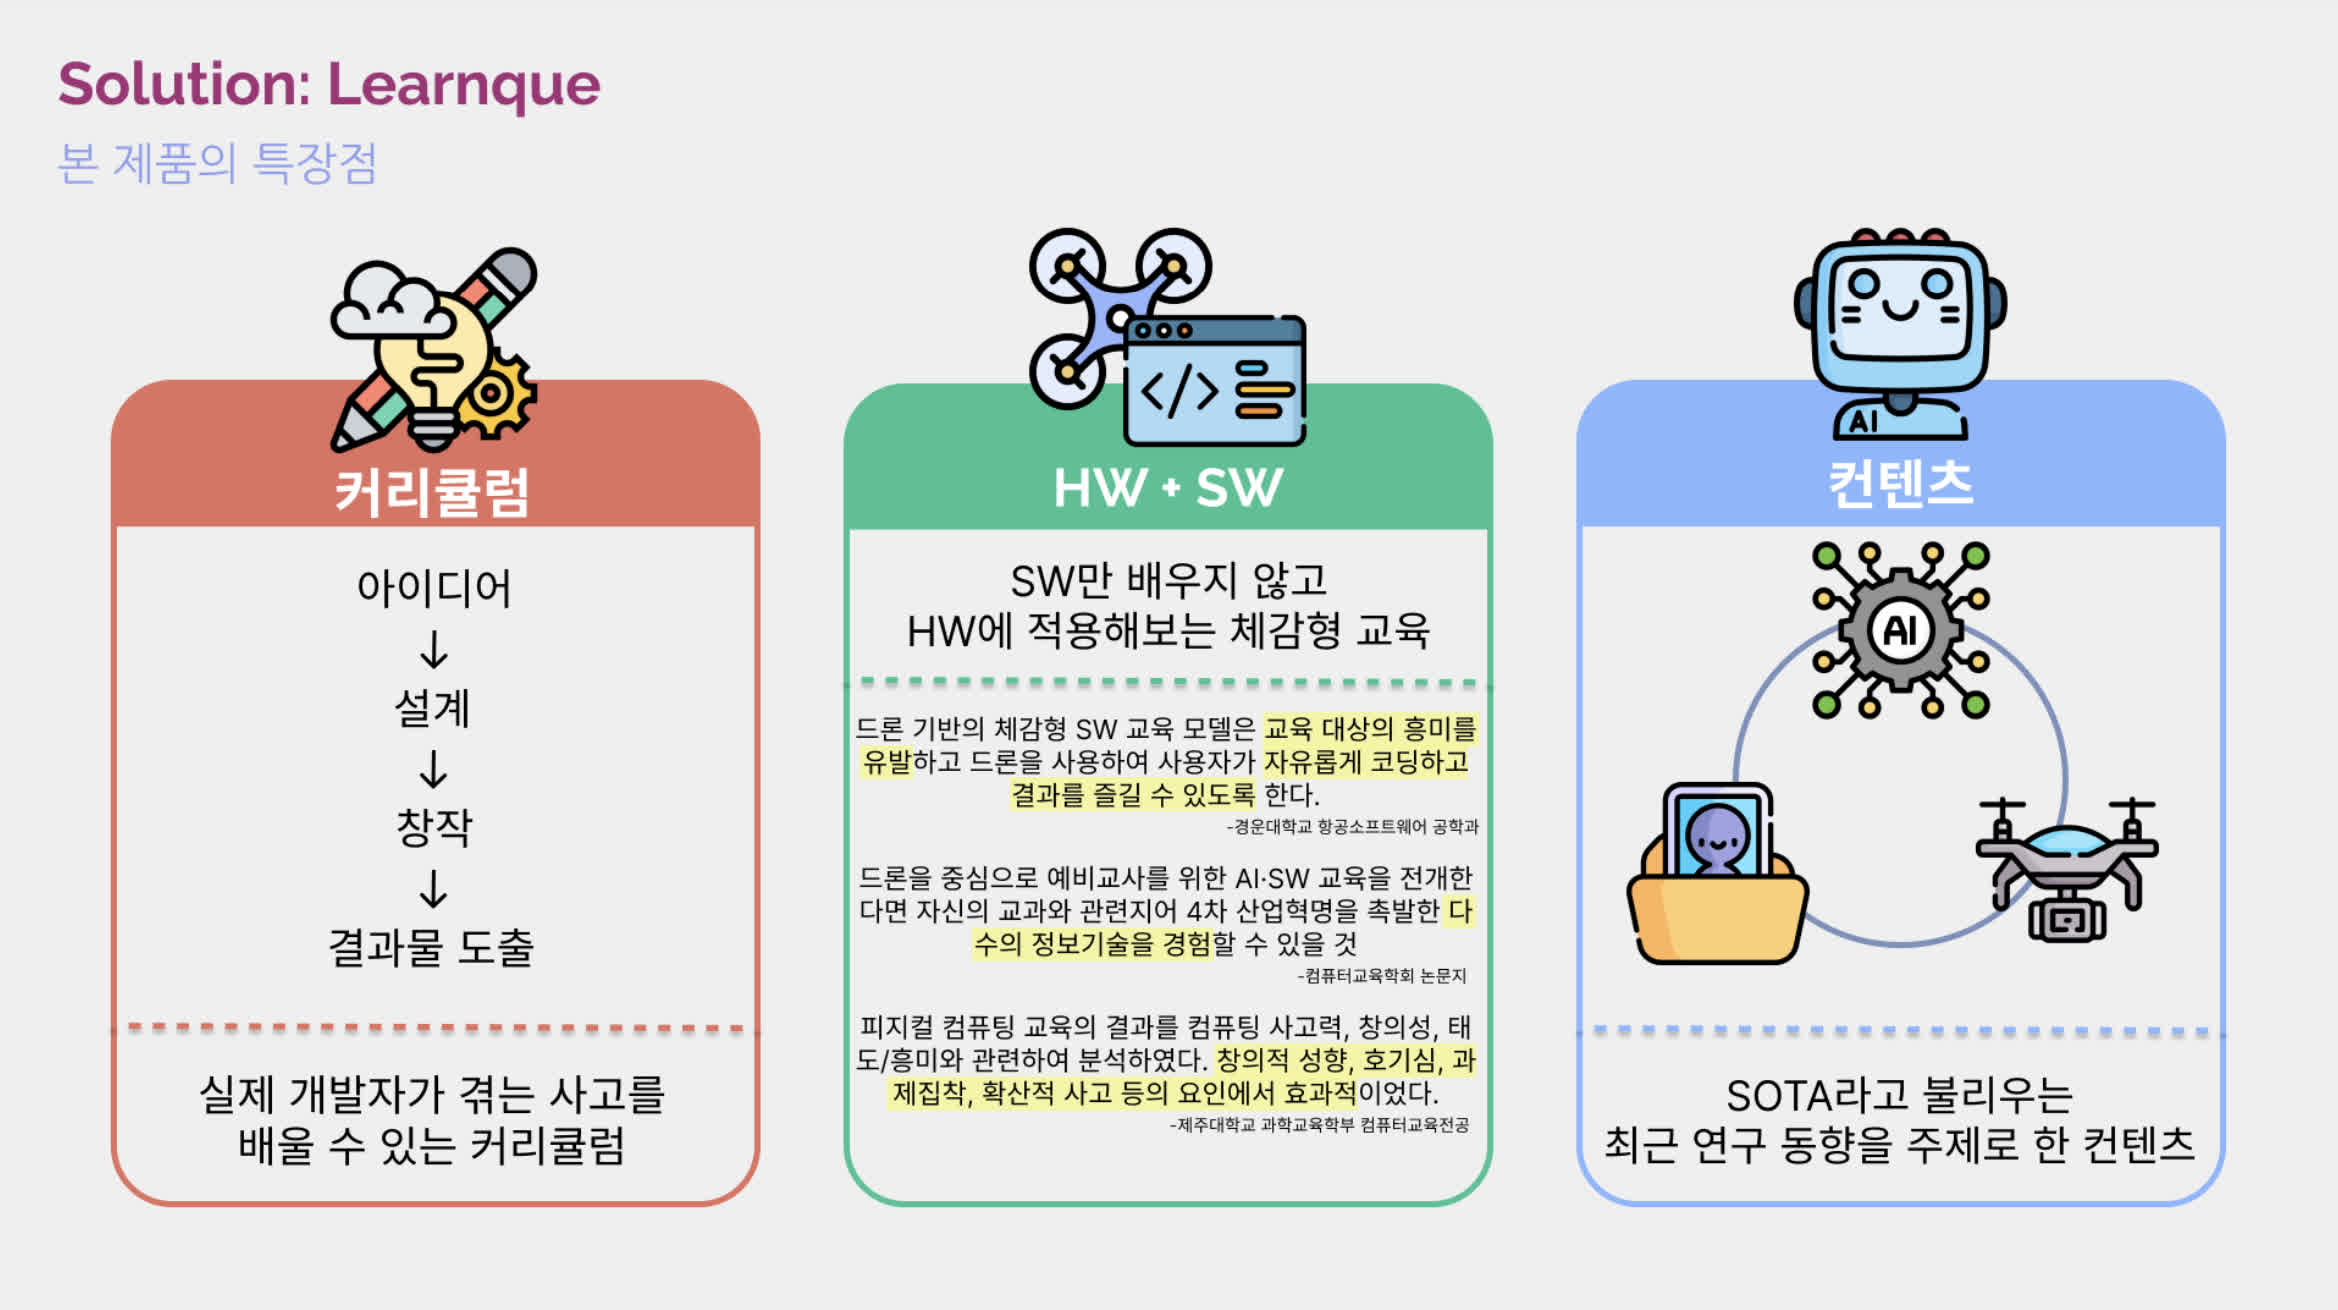 Solution: Learnque
본 제품의 특장점
커리큘럼
아이디어
↓
설계
↓
창작
↓
결과물 도출
실제 개발자가 겪는 사고를
배울 수 있는 커리큘럼
HW + SW
SW만 배우지 않고
HW에 적용해보는 체감형 교육
드론 기반의 체감형 SW 교육 모델은 교육 대상의 흥미를
유발하고 드론을 사용하여 사용자가 자유롭게 코딩하고
결과를 즐길 수 있도록 한다.
-경운대학교 항공소프트웨어 공학과
드론을 중심으로 예비교사를 위한 AI·SW 교육을 전개한
다면 자신의 교과와 관련지어 4차 산업혁명을 촉발한 다
수의 정보기술을 경험할 수 있을 것
-컴퓨터교육학회 논문지
피지컬 컴퓨팅 교육의 결과를 컴퓨팅 사고력, 창의성, 태
도/흥미와 관련하여 분석하였다. 창의적 성향, 호기심, 과
제집착, 확산적 사고 등의 요인에서 효과적이었다.
-제주대학교 과학교육학부 컴퓨터교육전공
AI
컨텐츠
AI
SOTA라고 불리우는
최근 연구 동향을 주제로 한 컨텐츠